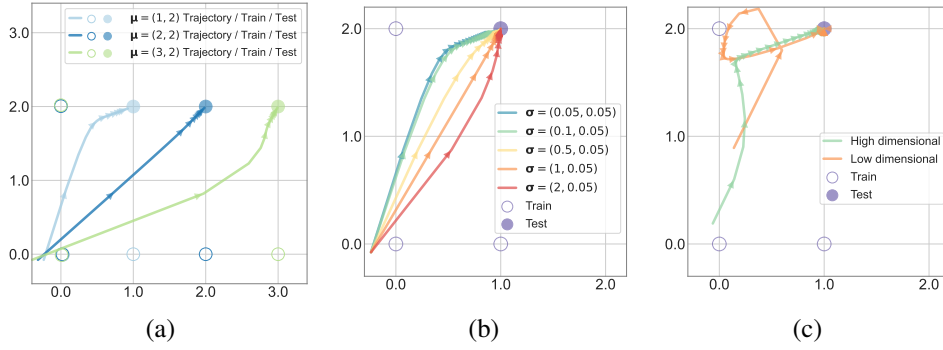 3.0
2.0
1.0
0.0
0.0 1.0 2.0 3.0
μ = (1, 2) Trajectory / Train / Test
μ = (2, 2) Trajectory / Train / Test
μ = (3, 2) Trajectory / Train / Test
(a)
2.0
1.0
0.0
0.0 1.0 2.0
σ = (0.05, 0.05)
σ = (0.1, 0.05)
σ = (0.5, 0.05)
σ = (1, 0.05)
σ = (2, 0.05)
Train
Test
(b)
2.0
1.0
0.0
0.0 1.0 2.0
High dimensional
Low dimensional
Train
Test
(c)